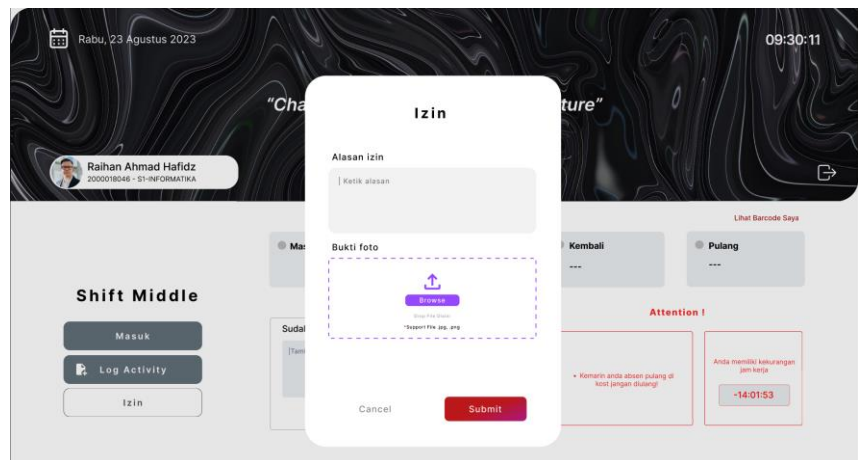 Rabu, 23 Agustus 2023
09:30:11
"Cha
ture"
Raihan Ahmad Hafidz
2000018046 - S1-INFORMATIKA
Izin
Alasan izin
Ketik alasan
Bukti foto
Browse
Drop File Disini
*Support File .jpg, .png
Cancel
Submit
Lihat Barcode Saya
Mas
Kembali
---
Pulang
---
Shift Middle
Masuk
Log Activity
Izin
Sudal
Attention !
Kemarin anda absen pulang di
kost jangan diulang!
Anda memiliki kekurangan
jam kerja
-14:01:53